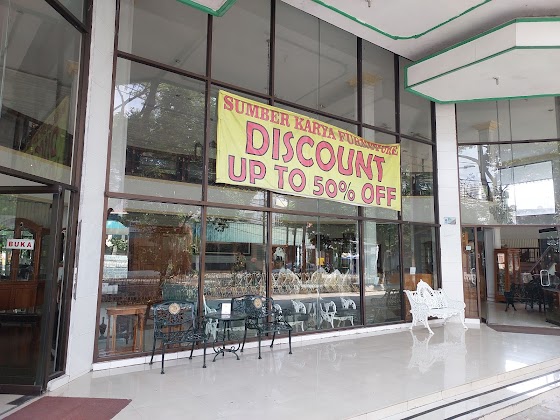 SUMBER KARYA FURNITURE
DISCOUNT
UP TO 50% OFF
BUKA